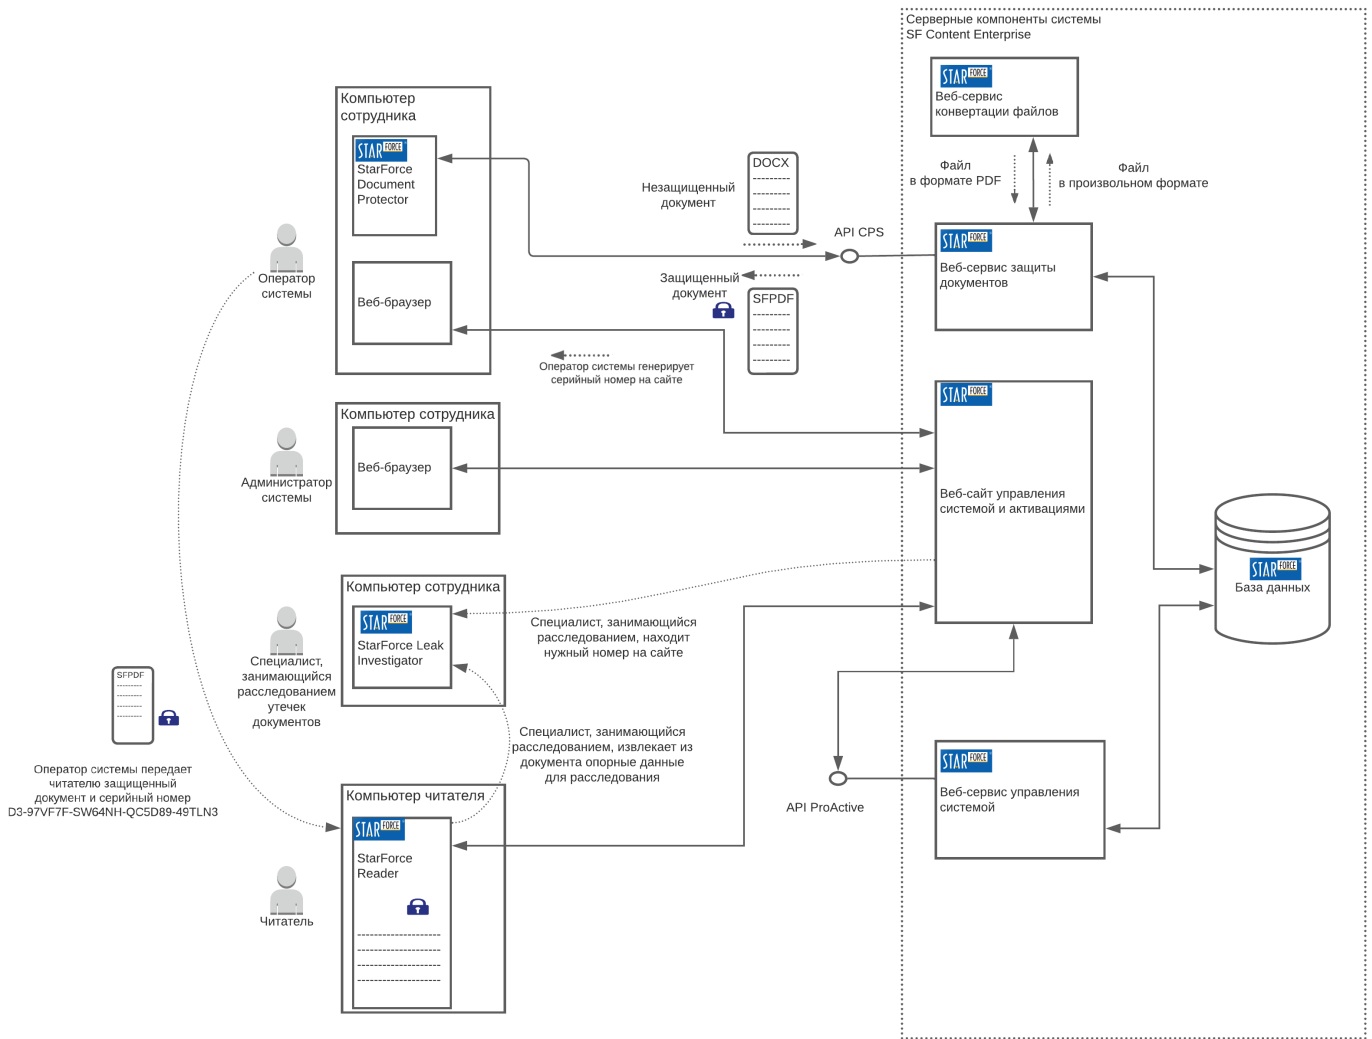 Серверные компоненты системы
SF Content Enterprise
STAR FORCE
Веб-сервис
конвертации файлов
Файл
в формате PDF
Файл
в произвольном формате
Компьютер
сотрудника
STAR FORCE
StarForce
Document
Protector
Веб-браузер
Оператор
системы
Незащищенный
документ
DOCX
Защищенный
документ
SFPDF
API CPS
STAR FORCE
Веб-сервис защиты
документов
Оператор системы генерирует
серийный номер на сайте
Компьютер сотрудника
Веб-браузер
Администратор
системы
STAR FORCE
Веб-сайт управления
системой и активациями
STAR FORCE
База данных
Компьютер сотрудника
STAR FORCE
StarForce Leak
Investigator
Специалист,
занимающийся
расследованием
утечек
документов
Специалист, занимающийся
расследованием, находит
нужный номер на сайте
SFPDF
Оператор системы передает
читателю защищенный
документ и серийный номер
D3-97VF7F-SW64NH-QC5D89-49TLN3
Специалист, занимающийся
расследованием, извлекает из
документа опорные данные
для расследования
Компьютер читателя
STAR FORCE
StarForce
Reader
Читатель
API ProActive
STAR FORCE
Веб-сервис управления
системой